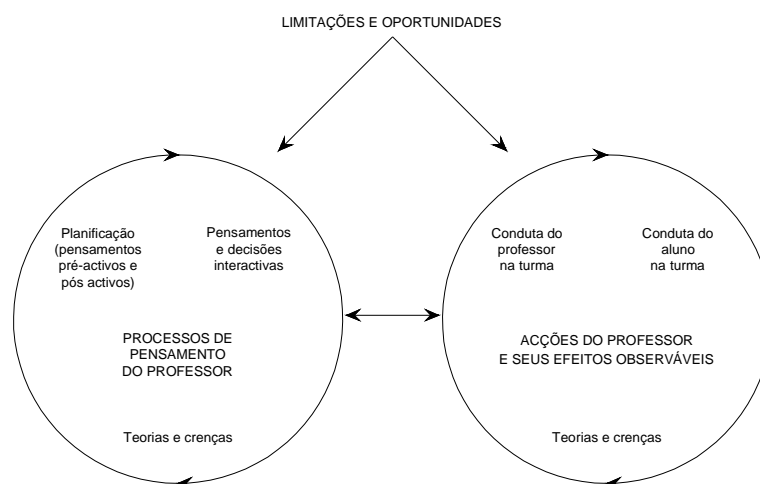 LIMITAÇÕES E OPORTUNIDADES
Planificação
(pensamentos
pré-activos e
pós activos)
Pensamentos
e decisões
interactivas
PROCESSOS DE
PENSAMENTO
DO PROFESSOR
Teorias e crenças
Conduta do
professor
na turma
Conduta do
aluno
na turma
ACÇÕES DO PROFESSOR
E SEUS EFEITOS OBSERVÁVEIS
Teorias e crenças